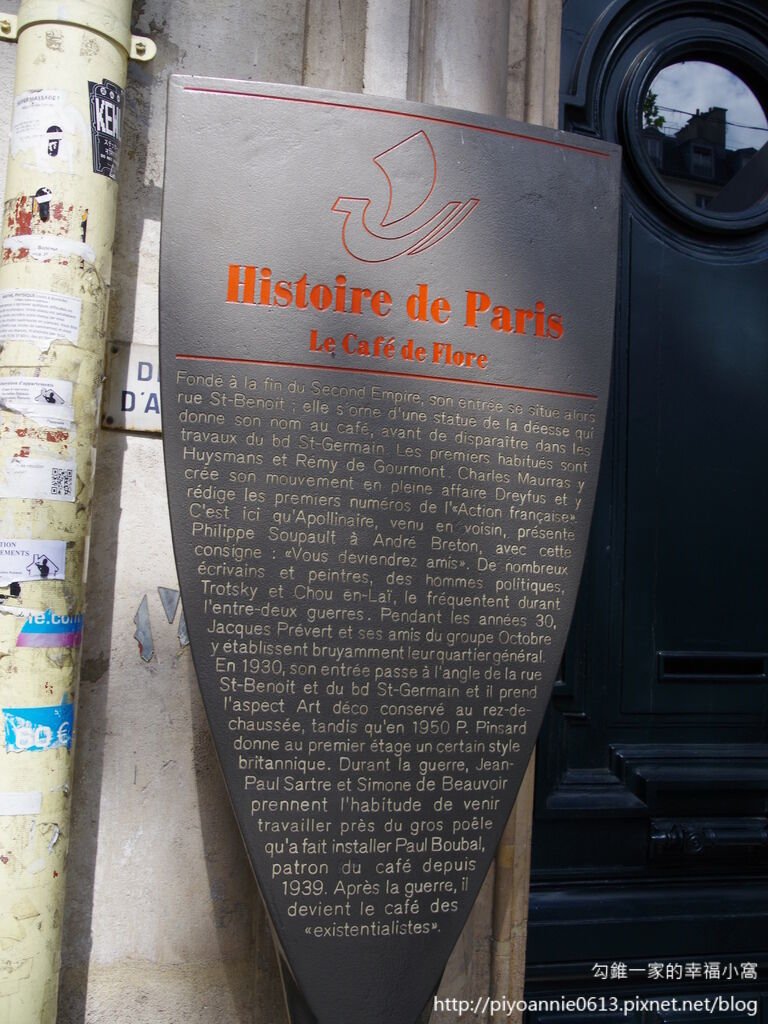 Histoire de Paris
Le Café de Flore
Fondé à la fin du Second Empire, son entrée se situe alors
rue St-Benoit ; elle s'orne d'une statue de la déesse qui
donne son nom au café, avant de disparaître dans les
travaux du bd St-Germain. Les premiers habitués sont
Huysmans et Rémy de Gourmont. Charles Maurras y
crée son mouvement en pleine affaire Dreyfus et y
rédige les premiers numéros de l'«Action française».
C'est ici qu'Apollinaire, venu en voisin, présente
Philippe Soupault à André Breton, avec cette
consigne : «Vous deviendrez amis». De nombreux
écrivains et peintres, des hommes politiques,
Trotsky et Chou en-Laï, le fréquentent durant
l'entre-deux guerres. Pendant les années 30,
Jacques Prévert et ses amis du groupe Octobre
y établissent bruyamment leur quartier général.
En 1930, son entrée passe à l'angle de la rue
St-Benoit et du bd St-Germain et il prend
l'aspect Art déco conservé au rez-de-
chaussée, tandis qu'en 1950 P. Pinsard
donne au premier étage un certain style
britannique. Durant la guerre, Jean-
Paul Sartre et Simone de Beauvoir
prennent l'habitude de venir
travailler près du gros poêle
qu'a fait installer Paul Boubal,
patron du café depuis
1939. Après la guerre, il
devient le café des
«existentialistes».
D'A
60 €
勾錐一家的幸福小窩
http://piyoannie0613.pixnet.net/blog